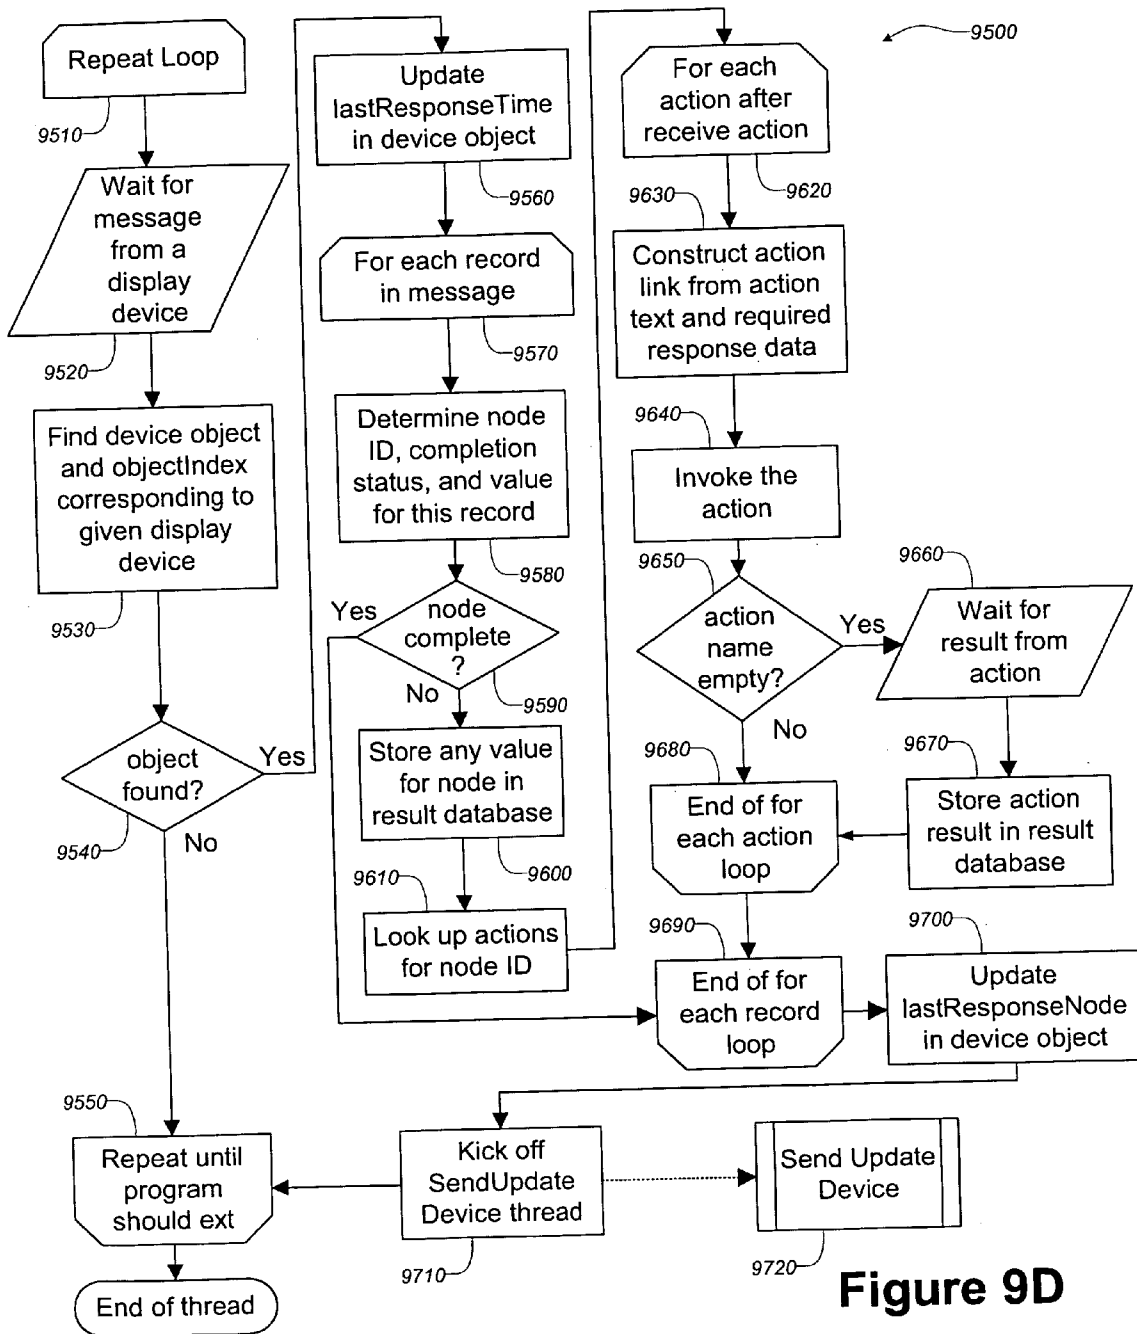 Repeat Loop
9510
Wait for
message
from a
display
device
9520
Find device object
and objectIndex
corresponding to
given display
device
9530
object
found?
Yes
No
9540
9550
Repeat until
program
should ext
End of thread
Update
lastResponseTime
in device object
9560
For each record
in message
9570
Determine node
ID, completion
status, and value
for this record
9580
Yes
node
complete
?
No
9590
Store any value
for node in
result database
9600
9610
Look up actions
for node ID
9500
For each
action after
receive action
9620
9630
Construct action
link from action
text and required
response data
9640
Invoke the
action
9650
action
name
empty?
Yes
No
9660
Wait for
result from
action
9670
Store action
result in result
database
9680
End of for
each action
loop
9690
End of for
each record
loop
9700
Update
lastResponseNode
in device object
Kick off
SendUpdate
Device thread
9710
Send Update
Device
9720
Figure 9D